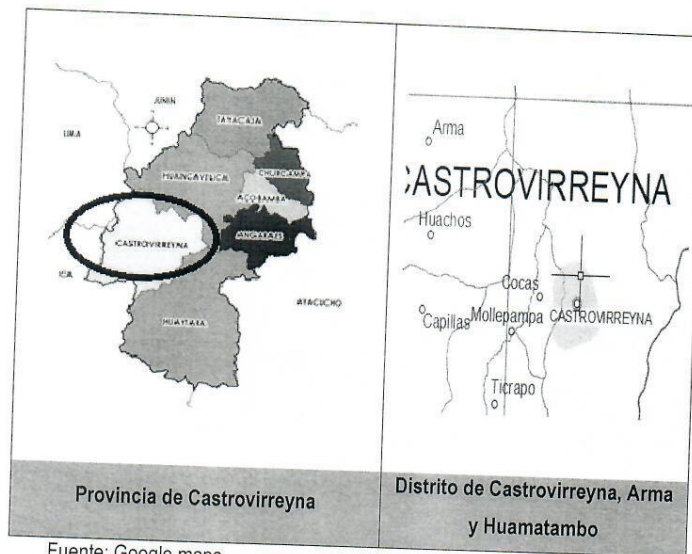 JUNIN
LIMA
TAYACAJA
HUANCAVELICA
CHURCAMPA
ACOBAMBA
ANGARAES
CASTROVIRREYNA
ICA
AYACUCHO
HUAYTARA
Provincia de Castrovirreyna
Arma
CASTROVIRREYNA
Huachos
Cocas
CASTROVIRREYNA
Capillas
Mollepampa
Ticrapo
Distrito de Castrovirreyna, Arma
y Huamatambo
Fuente: Google maps